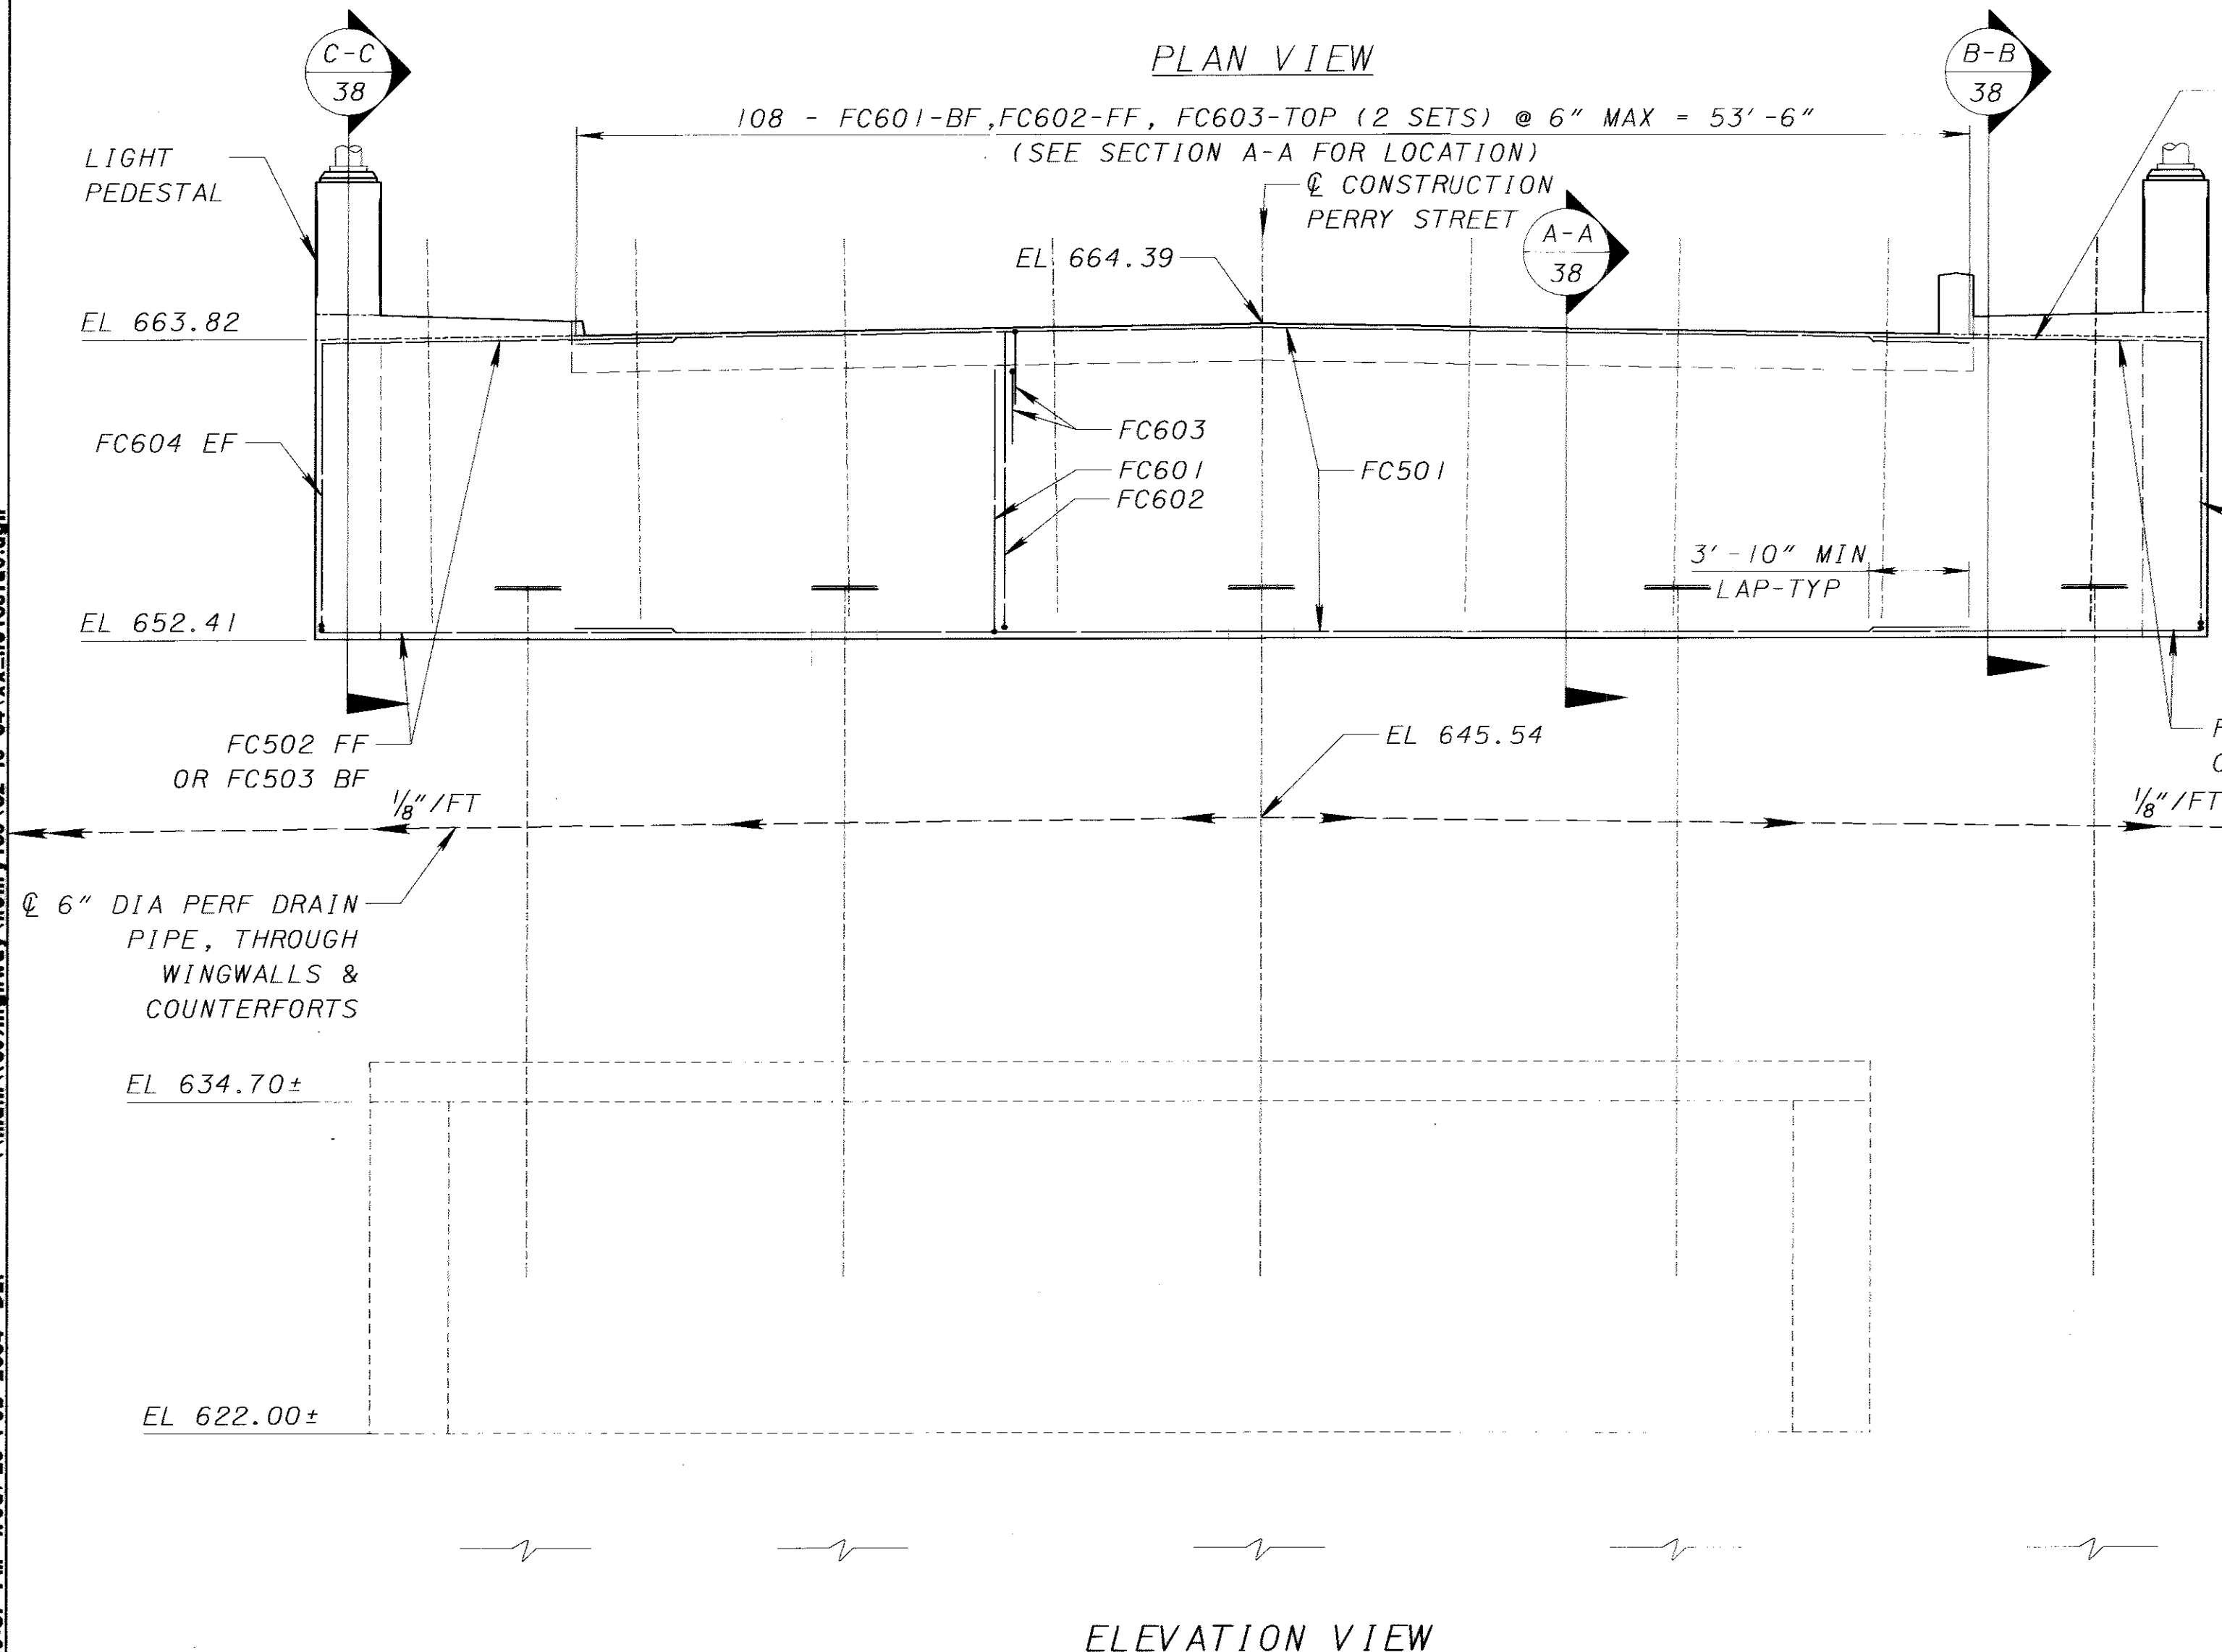 PLAN VIEW
C-C
38
B-B
38
108 - FC601-BF,FC602-FF, FC603-TOP (2 SETS) @ 6" MAX = 53'-6"
(SEE SECTION A-A FOR LOCATION)
LIGHT
PEDESTAL
℄ CONSTRUCTION
PERRY STREET
A-A
38
EL 664.39
EL 663.82
FC604 EF
FC603
FC601
FC602
FC501
3'-10" MIN
LAP-TYP
EL 652.41
FC502 FF
OR FC503 BF
EL 645.54
1/8"/FT
1/8"/FT
℄ 6" DIA PERF DRAIN
PIPE, THROUGH
WINGWALLS &
COUNTERFORTS
EL 634.70±
EL 622.00±
ELEVATION VIEW